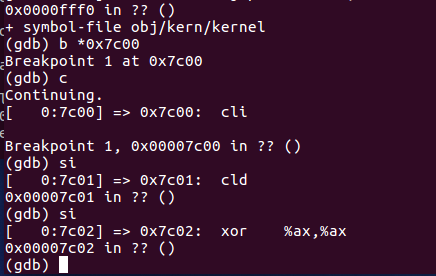 0x0000fff0 in ?? ()
+ symbol-file obj/kern/kernel
(gdb) b *0x7c00
Breakpoint 1 at 0x7c00
(gdb) c
Continuing.
[   0:7c00] => 0x7c00:  cli

Breakpoint 1, 0x00007c00 in ?? ()
(gdb) si
[   0:7c01] => 0x7c01:  cld
0x00007c01 in ?? ()
(gdb) si
[   0:7c02] => 0x7c02:  xor    %ax,%ax
0x00007c02 in ?? ()
(gdb)